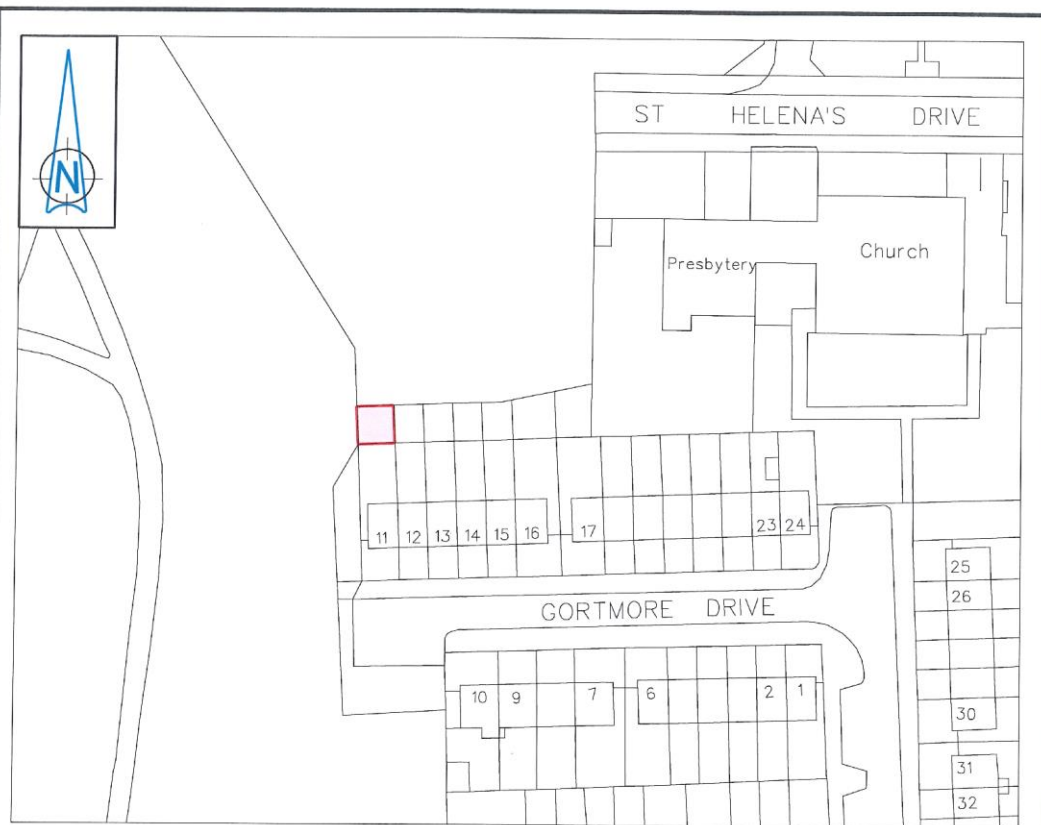 N
ST HELENA'S DRIVE
Presbytery
Church
11 12 13 14 15 16 17 23 24
25
26
GORTMORE DRIVE
10 9 7 6 2 1
30
31
32